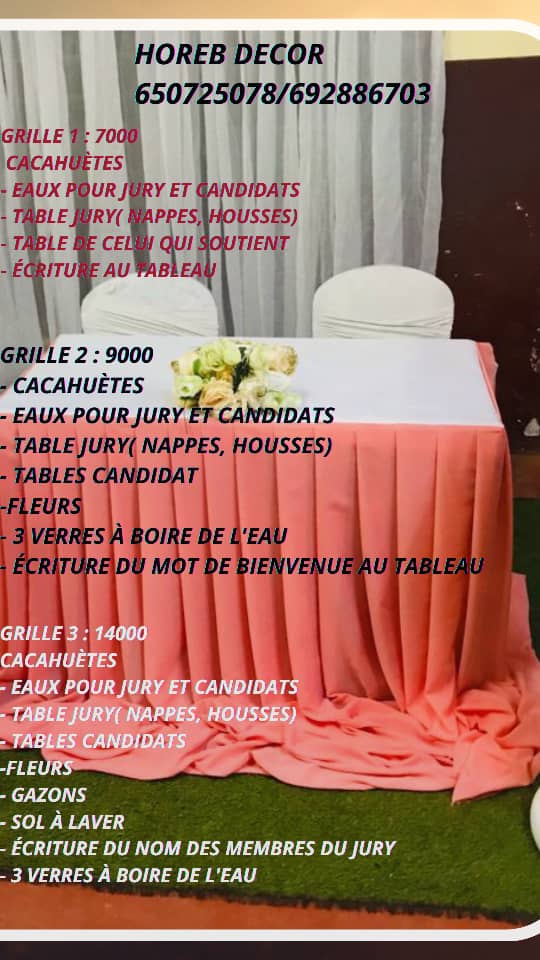 HOREB DECOR
650725078/692886703
GRILLE 1 : 7000
CACAHUÈTES
- EAUX POUR JURY ET CANDIDATS
- TABLE JURY( NAPPES, HOUSSES)
- TABLE DE CELUI QUI SOUTIENT
- ÉCRITURE AU TABLEAU
GRILLE 2 : 9000
- CACAHUÈTES
- EAUX POUR JURY ET CANDIDATS
- TABLE JURY( NAPPES, HOUSSES)
- TABLES CANDIDAT
-FLEURS
- 3 VERRES À BOIRE DE L'EAU
- ÉCRITURE DU MOT DE BIENVENUE AU TABLEAU
GRILLE 3 : 14000
CACAHUÈTES
- EAUX POUR JURY ET CANDIDATS
- TABLE JURY( NAPPES, HOUSSES)
- TABLES CANDIDATS
-FLEURS
- GAZONS
- SOL À LAVER
- ÉCRITURE DU NOM DES MEMBRES DU JURY
- 3 VERRES À BOIRE DE L'EAU